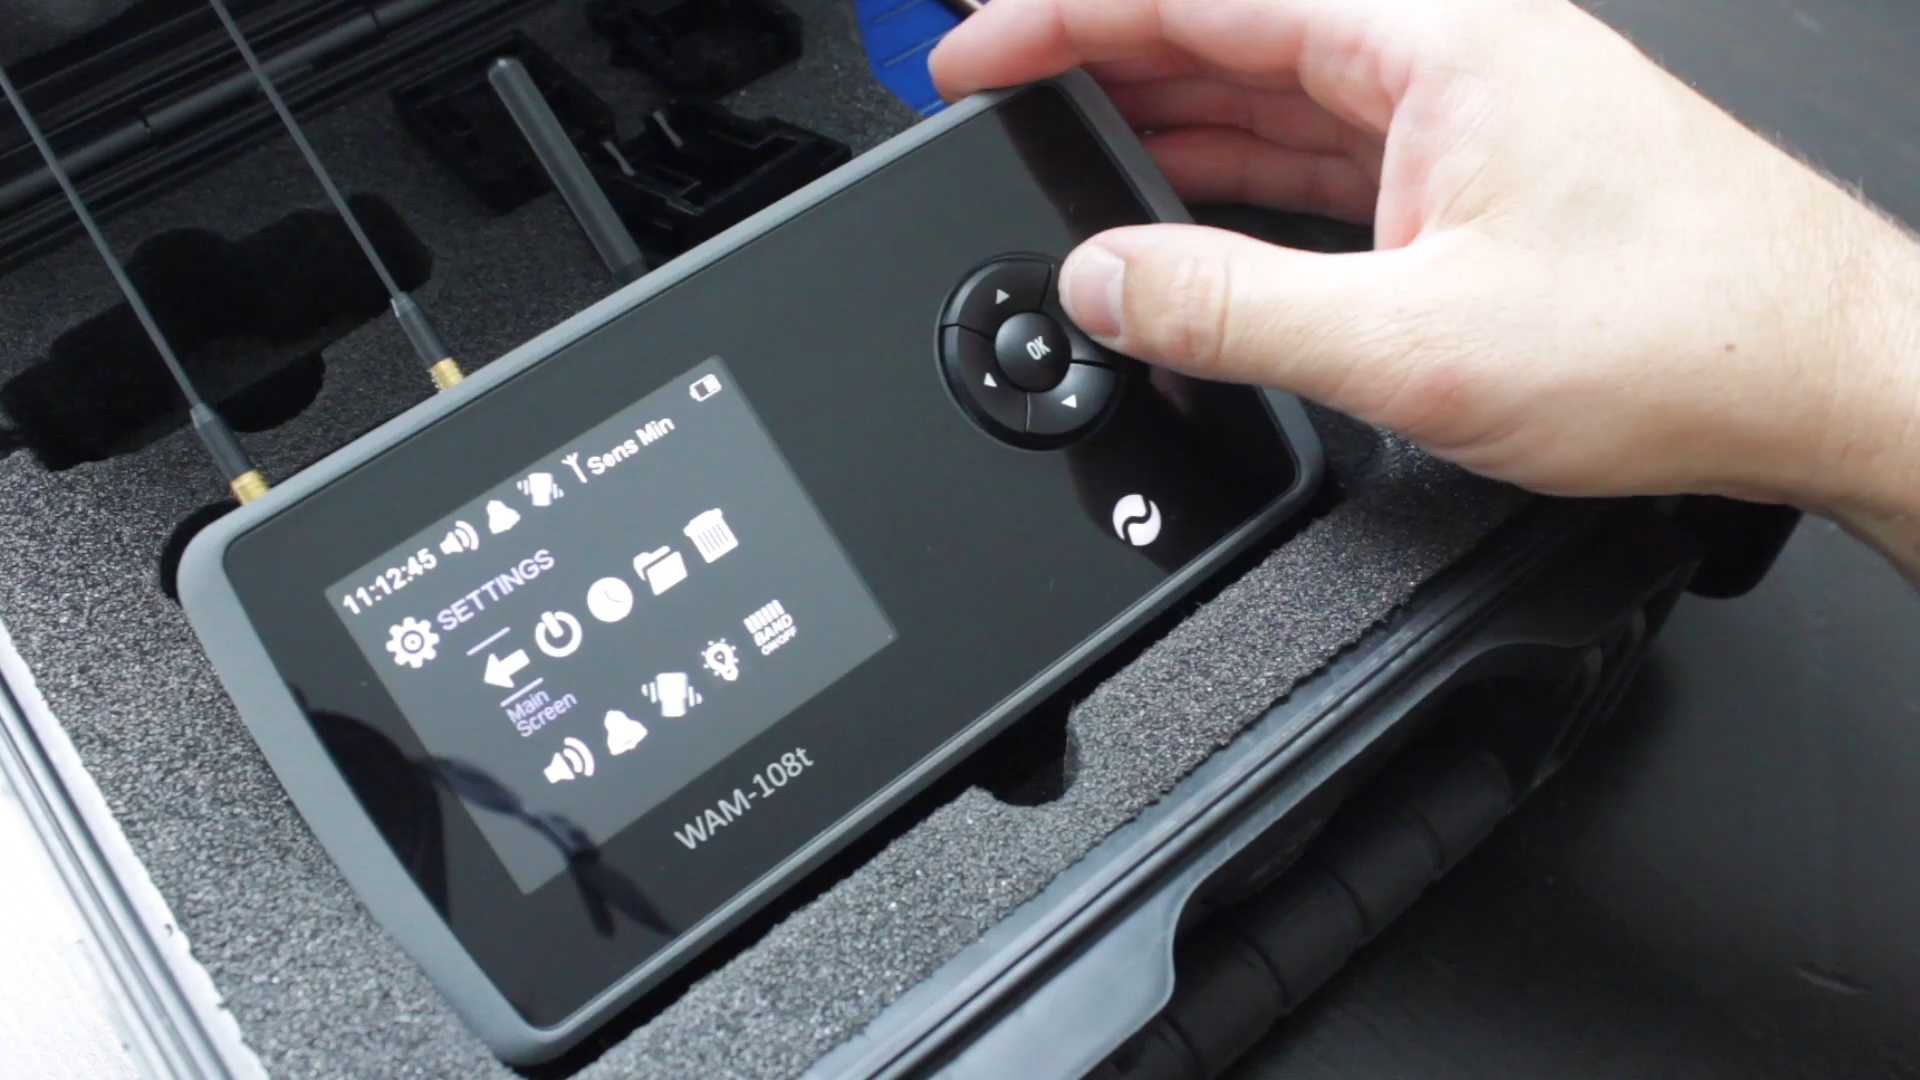 11:12:45 Sens Min
SETTINGS
Main
Screen
BAND
ON/OFF
WAM-108t
OK